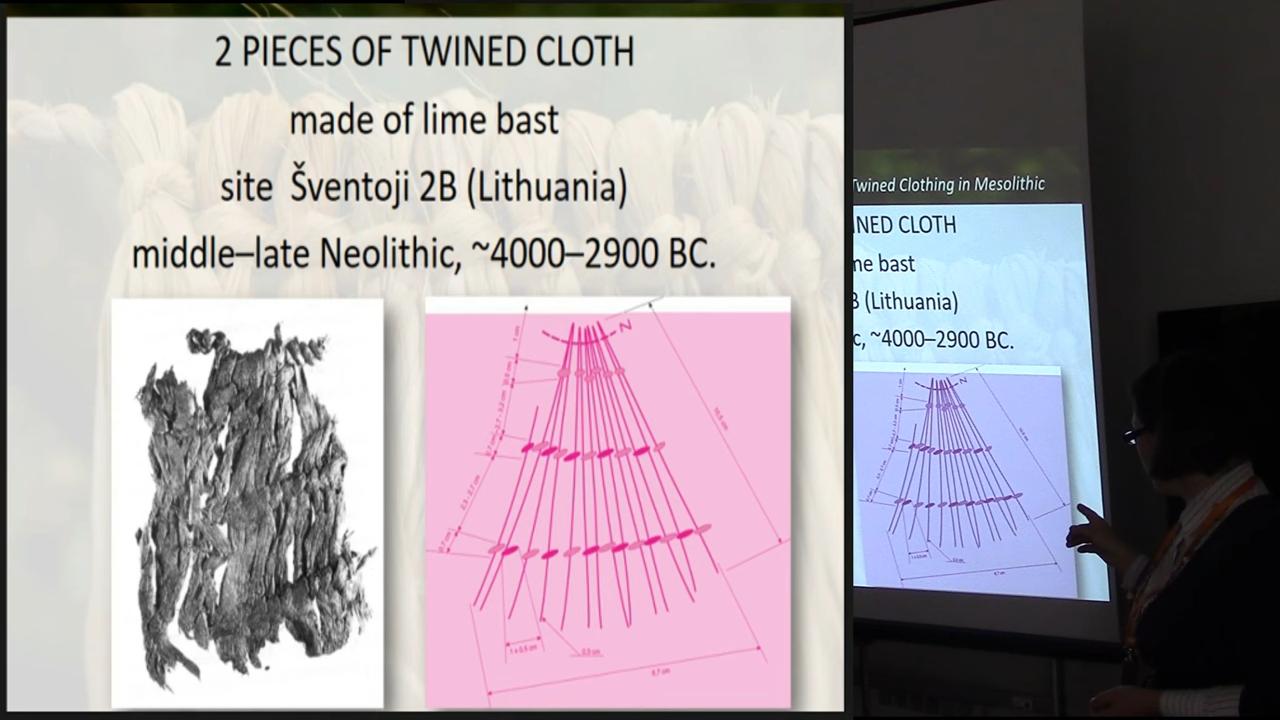 2 PIECES OF TWINED CLOTH
made of lime bast
site Šventoji 2B (Lithuania)
middle–late Neolithic, ~4000–2900 BC.
N
Twined Clothing in Mesolithic
INED CLOTH
me bast
B (Lithuania)
c, ~4000–2900 BC.
N